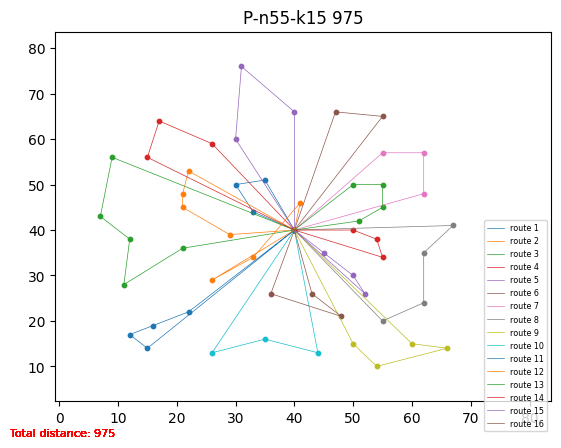 P-n55-k15 975
80
70
60
50
40
30
20
10
0
10
20
30
40
50
60
70
80
route 1
route 2
route 3
route 4
route 5
route 6
route 7
route 8
route 9
route 10
route 11
route 12
route 13
route 14
route 15
route 16
Total distance: 975